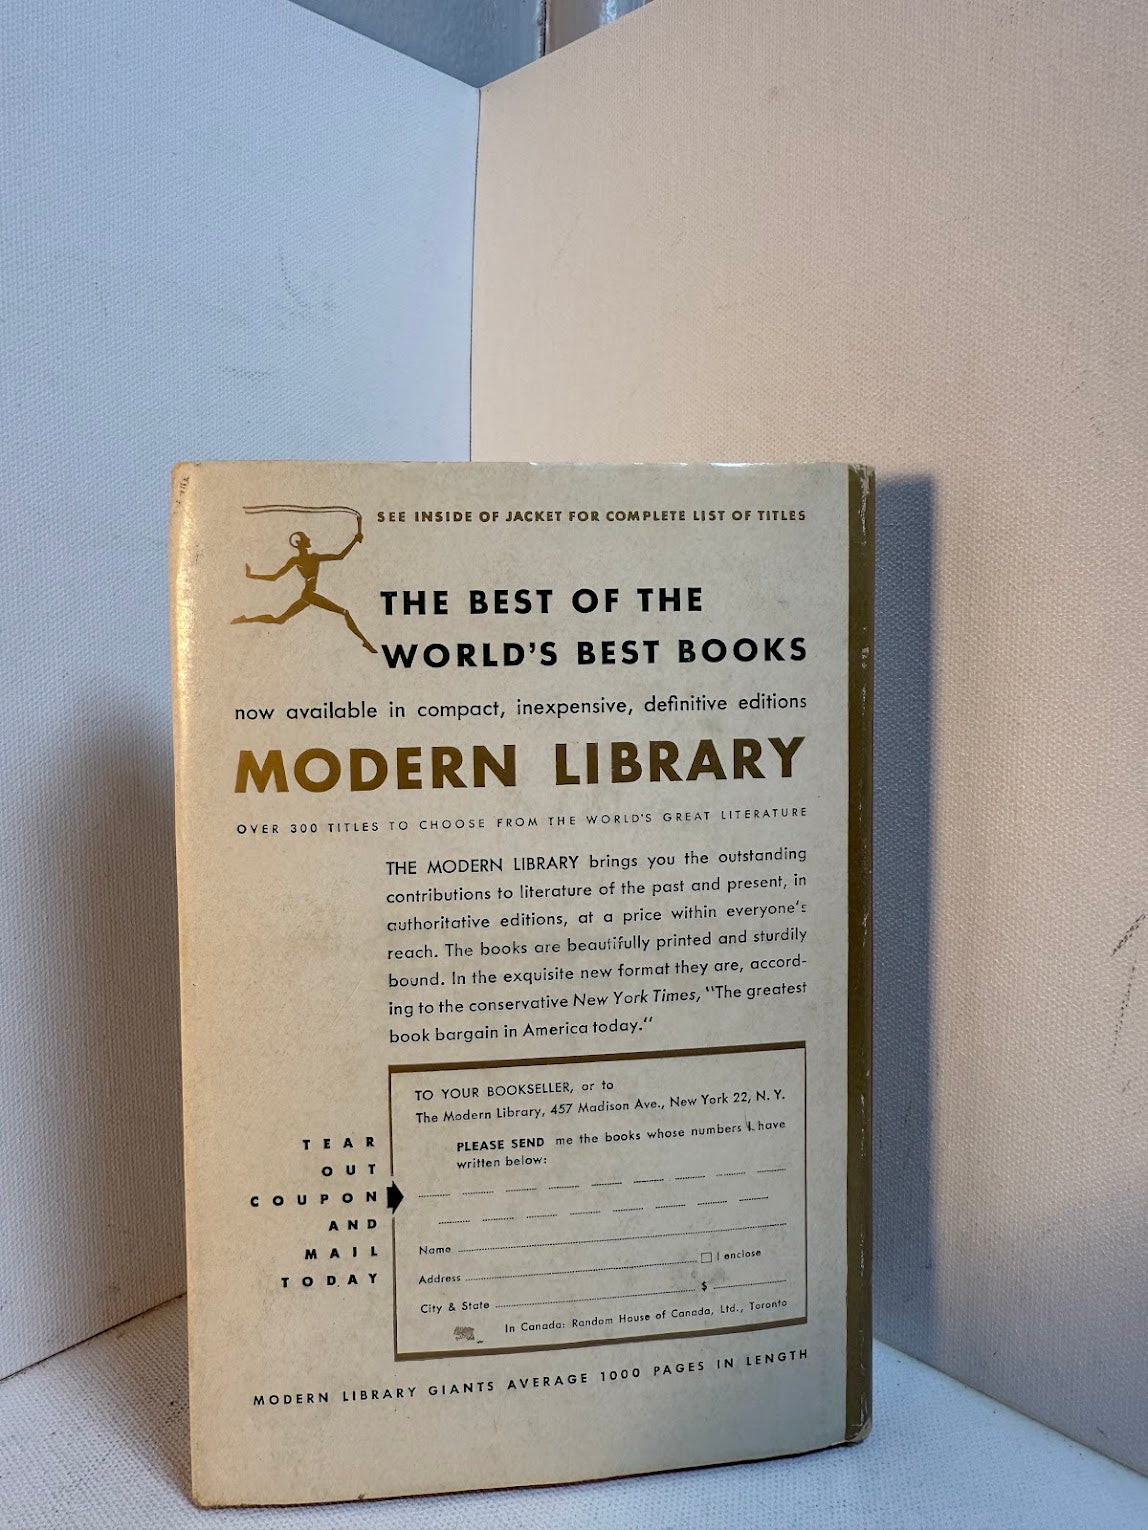 SEE INSIDE OF JACKET FOR COMPLETE LIST OF TITLES
THE BEST OF THE
WORLD'S BEST BOOKS
now available in compact, inexpensive, definitive editions
MODERN LIBRARY
OVER 300 TITLES TO CHOOSE FROM THE WORLD'S GREAT LITERATURE
THE MODERN LIBRARY brings you the outstanding
contributions to literature of the past and present, in
authoritative editions, at a price within everyone's
reach. The books are beautifully printed and sturdily
bound. In the exquisite new format they are, accord-
ing to the conservative New York Times, "The greatest
book bargain in America today."
TEAR
OUT
COUPON
AND
MAIL
TODAY
TO YOUR BOOKSELLER, or to
The Modern Library, 457 Madison Ave., New York 22, N. Y.
PLEASE SEND me the books whose numbers I have
written below:
Name
Address
I enclose
City & State
$
In Canada: Random House of Canada, Ltd., Toronto
MODERN LIBRARY GIANTS AVERAGE 1000 PAGES IN LENGTH